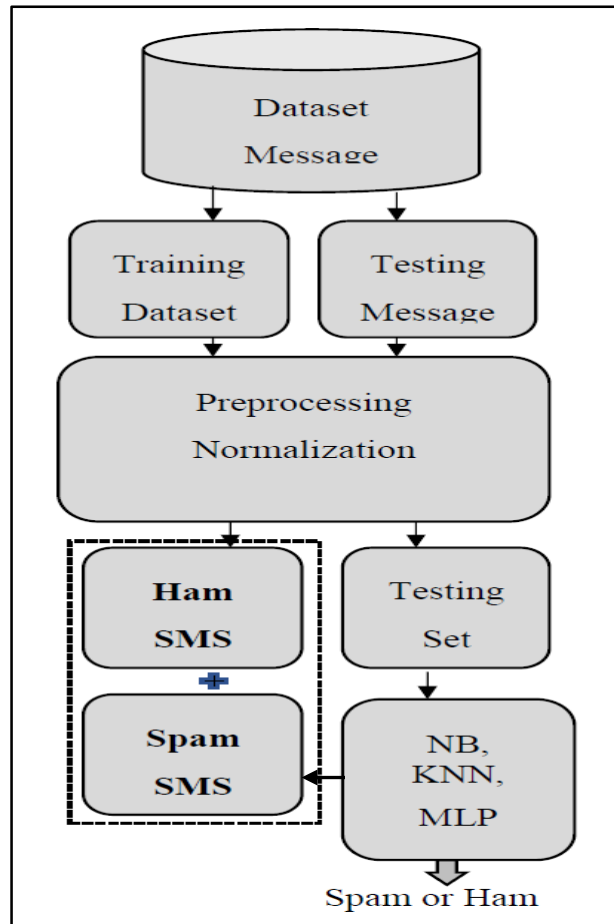 Dataset
Message
Training
Dataset
Testing
Message
Preprocessing
Normalization
Ham
SMS
Spam
SMS
Testing
Set
NB,
KNN,
MLP
Spam or Ham